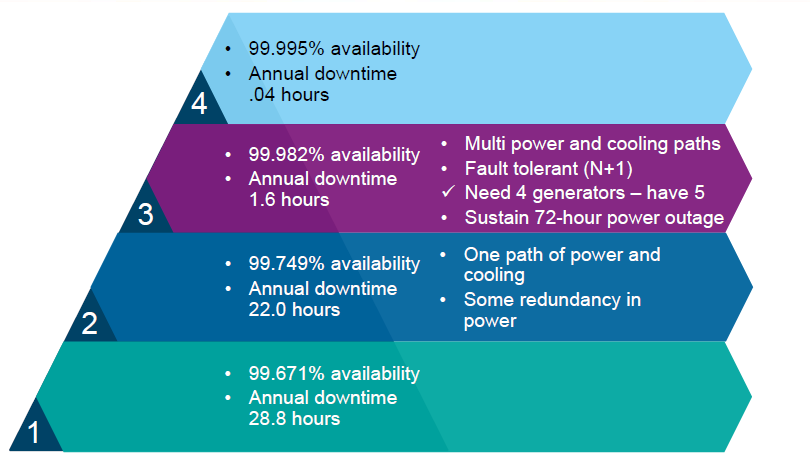 4
• 99.995% availability
• Annual downtime
.04 hours
3
• 99.982% availability
• Annual downtime
1.6 hours
• Multi power and cooling paths
• Fault tolerant (N+1)
✓ Need 4 generators – have 5
• Sustain 72-hour power outage
2
• 99.749% availability
• Annual downtime
22.0 hours
• One path of power and
cooling
• Some redundancy in
power
1
• 99.671% availability
• Annual downtime
28.8 hours